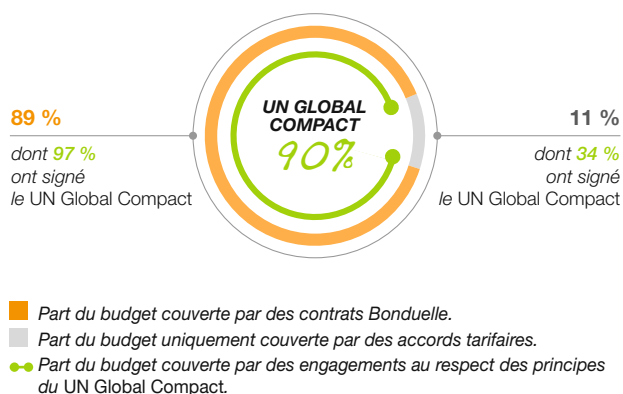 UN GLOBAL
COMPACT
90%
89 %
dont 97 %
ont signé
le UN Global Compact
11 %
dont 34 %
ont signé
le UN Global Compact
Part du budget couverte par des contrats Bonduelle.
Part du budget uniquement couverte par des accords tarifaires.
Part du budget couverte par des engagements au respect des principes
du UN Global Compact.